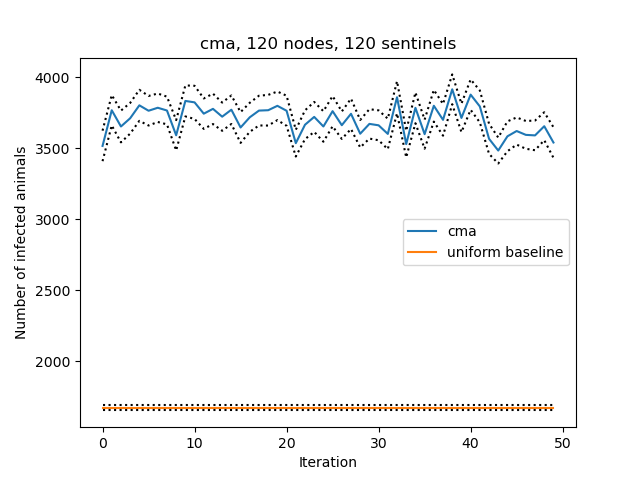 cma, 120 nodes, 120 sentinels
4000
3500
3000
2500
2000
Number of infected animals
cma
uniform baseline
0 10 20 30 40 50
Iteration